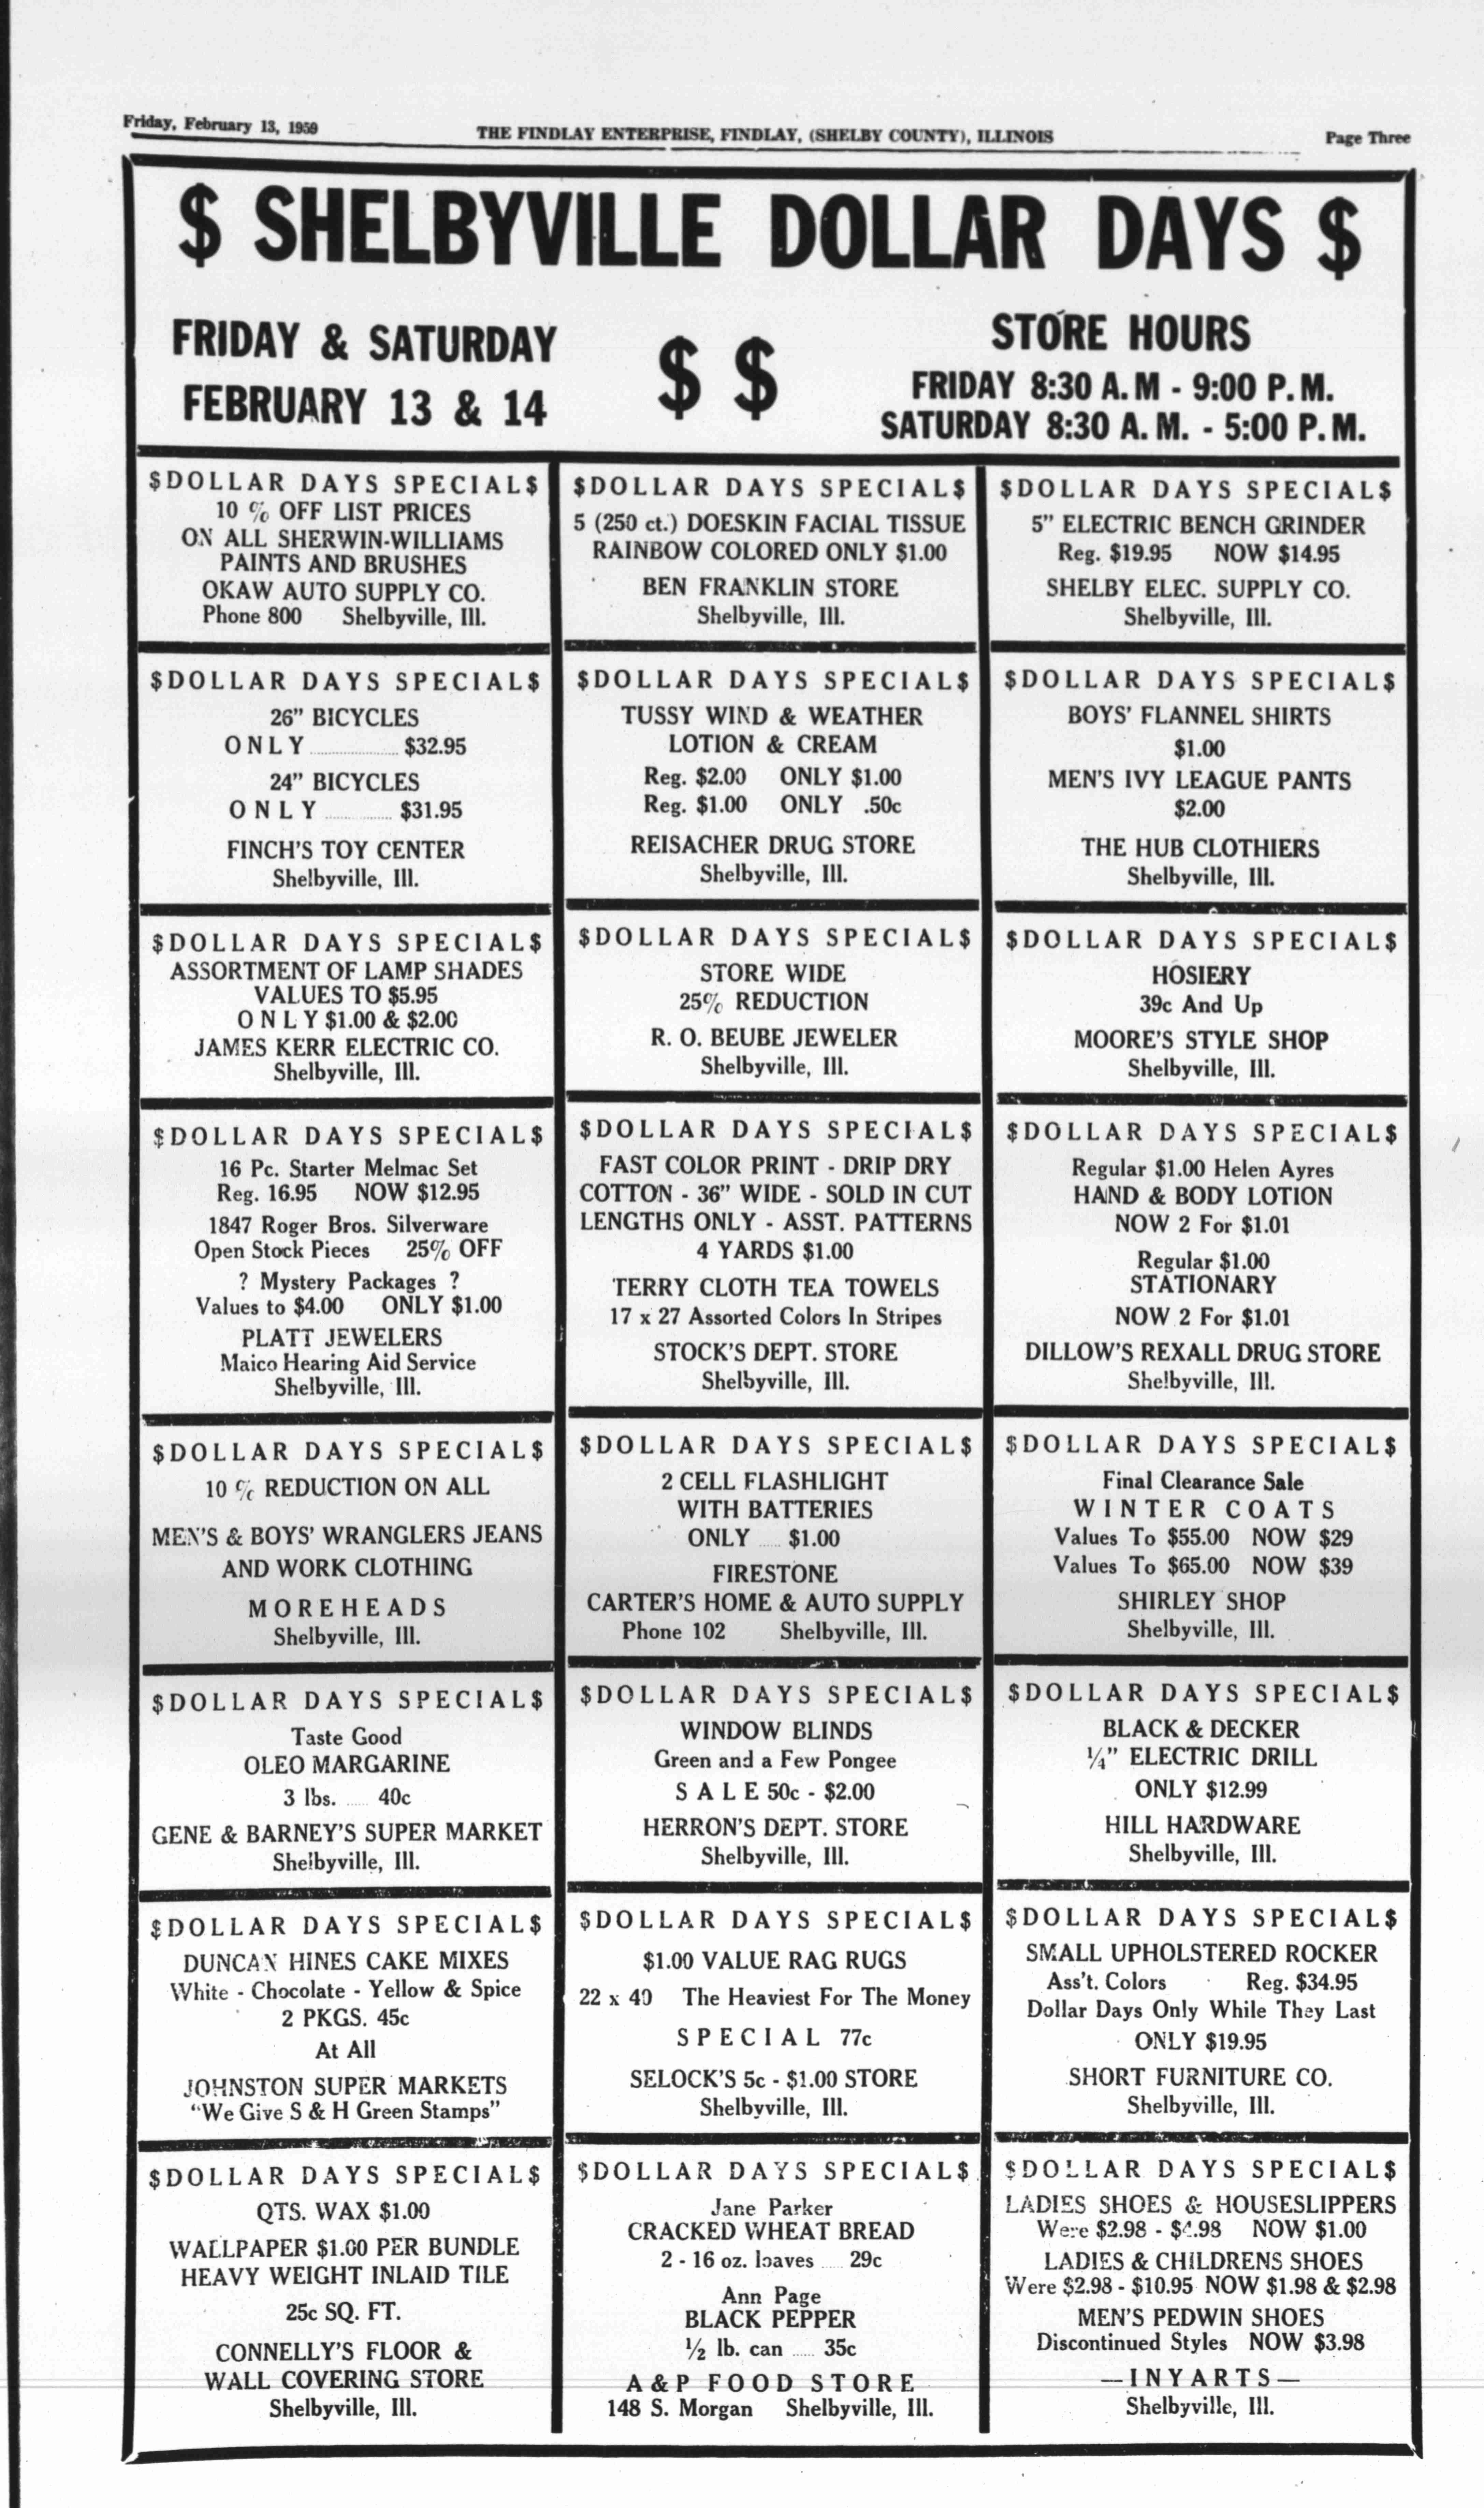 Friday, February 13, 1959
THE FINDLAY ENTERPRISE, FINDLAY, (SHELBY COUNTY), ILLINOIS
Page Three
$ SHELBYVILLE DOLLAR DAYS $
FRIDAY & SATURDAY
FEBRUARY 13 & 14
$ $
STORE HOURS
FRIDAY 8:30 A.M - 9:00 P.M.
SATURDAY 8:30 A.M. - 5:00 P.M.
$DOLLAR DAYS SPECIAL$
10 % OFF LIST PRICES
ON ALL SHERWIN-WILLIAMS
PAINTS AND BRUSHES
OKAW AUTO SUPPLY CO.
Phone 800 Shelbyville, Ill.
$DOLLAR DAYS SPECIAL$
26" BICYCLES
ONLY ........ $32.95
24" BICYCLES
ONLY ........ $31.95
FINCH'S TOY CENTER
Shelbyville, Ill.
$DOLLAR DAYS SPECIAL$
ASSORTMENT OF LAMP SHADES
VALUES TO $5.95
ONLY $1.00 & $2.00
JAMES KERR ELECTRIC CO.
Shelbyville, Ill.
$DOLLAR DAYS SPECIAL$
16 Pc. Starter Melmac Set
Reg. 16.95 NOW $12.95
1847 Roger Bros. Silverware
Open Stock Pieces 25% OFF
? Mystery Packages ?
Values to $4.00 ONLY $1.00
PLATT JEWELERS
Maico Hearing Aid Service
Shelbyville, Ill.
$DOLLAR DAYS SPECIAL$
10 % REDUCTION ON ALL
MEN'S & BOYS' WRANGLERS JEANS
AND WORK CLOTHING
MOREHEADS
Shelbyville, Ill.
$DOLLAR DAYS SPECIAL$
Taste Good
OLEO MARGARINE
3 lbs. ..... 40c
GENE & BARNEY'S SUPER MARKET
Shelbyville, Ill.
$DOLLAR DAYS SPECIAL$
DUNCAN HINES CAKE MIXES
White - Chocolate - Yellow & Spice
2 PKGS. 45c
At All
JOHNSTON SUPER MARKETS
"We Give S & H Green Stamps"
$DOLLAR DAYS SPECIAL$
QTS. WAX $1.00
WALLPAPER $1.00 PER BUNDLE
HEAVY WEIGHT INLAID TILE
25c SQ. FT.
CONNELLY'S FLOOR &
WALL COVERING STORE
Shelbyville, Ill.
$DOLLAR DAYS SPECIAL$
5 (250 ct.) DOESKIN FACIAL TISSUE
RAINBOW COLORED ONLY $1.00
BEN FRANKLIN STORE
Shelbyville, Ill.
$DOLLAR DAYS SPECIAL$
TUSSY WIND & WEATHER
LOTION & CREAM
Reg. $2.00 ONLY $1.00
Reg. $1.00 ONLY .50c
REISACHER DRUG STORE
Shelbyville, Ill.
$DOLLAR DAYS SPECIAL$
STORE WIDE
25% REDUCTION
R. O. BEUBE JEWELER
Shelbyville, Ill.
$DOLLAR DAYS SPECIAL$
FAST COLOR PRINT - DRIP DRY
COTTON - 36" WIDE - SOLD IN CUT
LENGTHS ONLY - ASST. PATTERNS
4 YARDS $1.00
TERRY CLOTH TEA TOWELS
17 x 27 Assorted Colors In Stripes
STOCK'S DEPT. STORE
Shelbyville, Ill.
$DOLLAR DAYS SPECIAL$
2 CELL FLASHLIGHT
WITH BATTERIES
ONLY ..... $1.00
FIRESTONE
CARTER'S HOME & AUTO SUPPLY
Phone 102 Shelbyville, Ill.
$DOLLAR DAYS SPECIAL$
WINDOW BLINDS
Green and a Few Pongee
SALE 50c - $2.00
HERRON'S DEPT. STORE
Shelbyville, Ill.
$DOLLAR DAYS SPECIAL$
$1.00 VALUE RAG RUGS
22 x 40 The Heaviest For The Money
SPECIAL 77c
SELOCK'S 5c - $1.00 STORE
Shelbyville, Ill.
$DOLLAR DAYS SPECIAL$
Jane Parker
CRACKED WHEAT BREAD
2 - 16 oz. loaves ..... 29c
Ann Page
BLACK PEPPER
½ lb. can ..... 35c
A&P FOOD STORE
148 S. Morgan Shelbyville, Ill.
$DOLLAR DAYS SPECIAL$
5" ELECTRIC BENCH GRINDER
Reg. $19.95 NOW $14.95
SHELBY ELEC. SUPPLY CO.
Shelbyville, Ill.
$DOLLAR DAYS SPECIAL$
BOYS' FLANNEL SHIRTS
$1.00
MEN'S IVY LEAGUE PANTS
$2.00
THE HUB CLOTHIERS
Shelbyville, Ill.
$DOLLAR DAYS SPECIAL$
HOSIERY
39c And Up
MOORE'S STYLE SHOP
Shelbyville, Ill.
$DOLLAR DAYS SPECIAL$
Regular $1.00 Helen Ayres
HAND & BODY LOTION
NOW 2 For $1.01
Regular $1.00
STATIONARY
NOW 2 For $1.01
DILLOW'S REXALL DRUG STORE
Shelbyville, Ill.
$DOLLAR DAYS SPECIAL$
Final Clearance Sale
WINTER COATS
Values To $55.00 NOW $29
Values To $65.00 NOW $39
SHIRLEY SHOP
Shelbyville, Ill.
$DOLLAR DAYS SPECIAL$
BLACK & DECKER
¼" ELECTRIC DRILL
ONLY $12.99
HILL HARDWARE
Shelbyville, Ill.
$DOLLAR DAYS SPECIAL$
SMALL UPHOLSTERED ROCKER
Ass't. Colors Reg. $34.95
Dollar Days Only While They Last
ONLY $19.95
SHORT FURNITURE CO.
Shelbyville, Ill.
$DOLLAR DAYS SPECIAL$
LADIES SHOES & HOUSESLIPPERS
Were $2.98 - $4.98 NOW $1.00
LADIES & CHILDRENS SHOES
Were $2.98 - $10.95 NOW $1.98 & $2.98
MEN'S PEDWIN SHOES
Discontinued Styles NOW $3.98
—INYARTS—
Shelbyville, Ill.